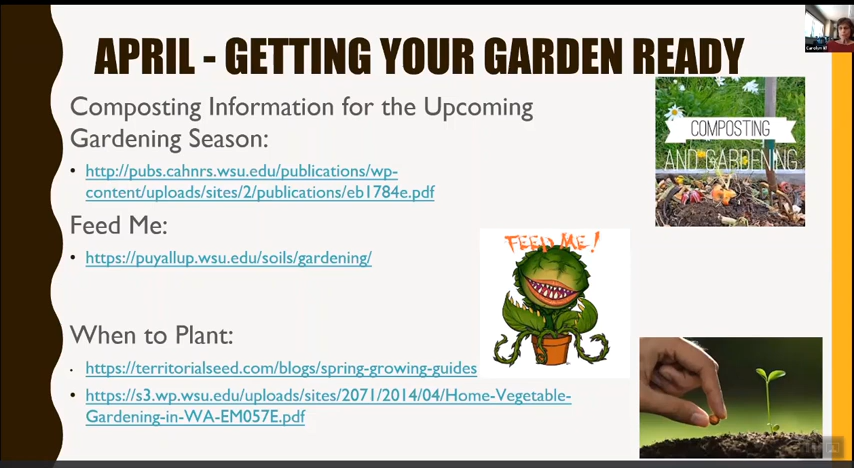 APRIL - GETTING YOUR GARDEN READY
Composting Information for the Upcoming
Gardening Season:
• http://pubs.cahnrs.wsu.edu/publications/wp-
content/uploads/sites/2/publications/eb1784e.pdf
COMPOSTING
AND GARDENING
Feed Me:
• https://puyallup.wsu.edu/soils/gardening/
FEED ME!
When to Plant:
• https://territorialseed.com/blogs/spring-growing-guides
• https://s3.wp.wsu.edu/uploads/sites/2071/2014/04/Home-Vegetable-
Gardening-in-WA-EM057E.pdf